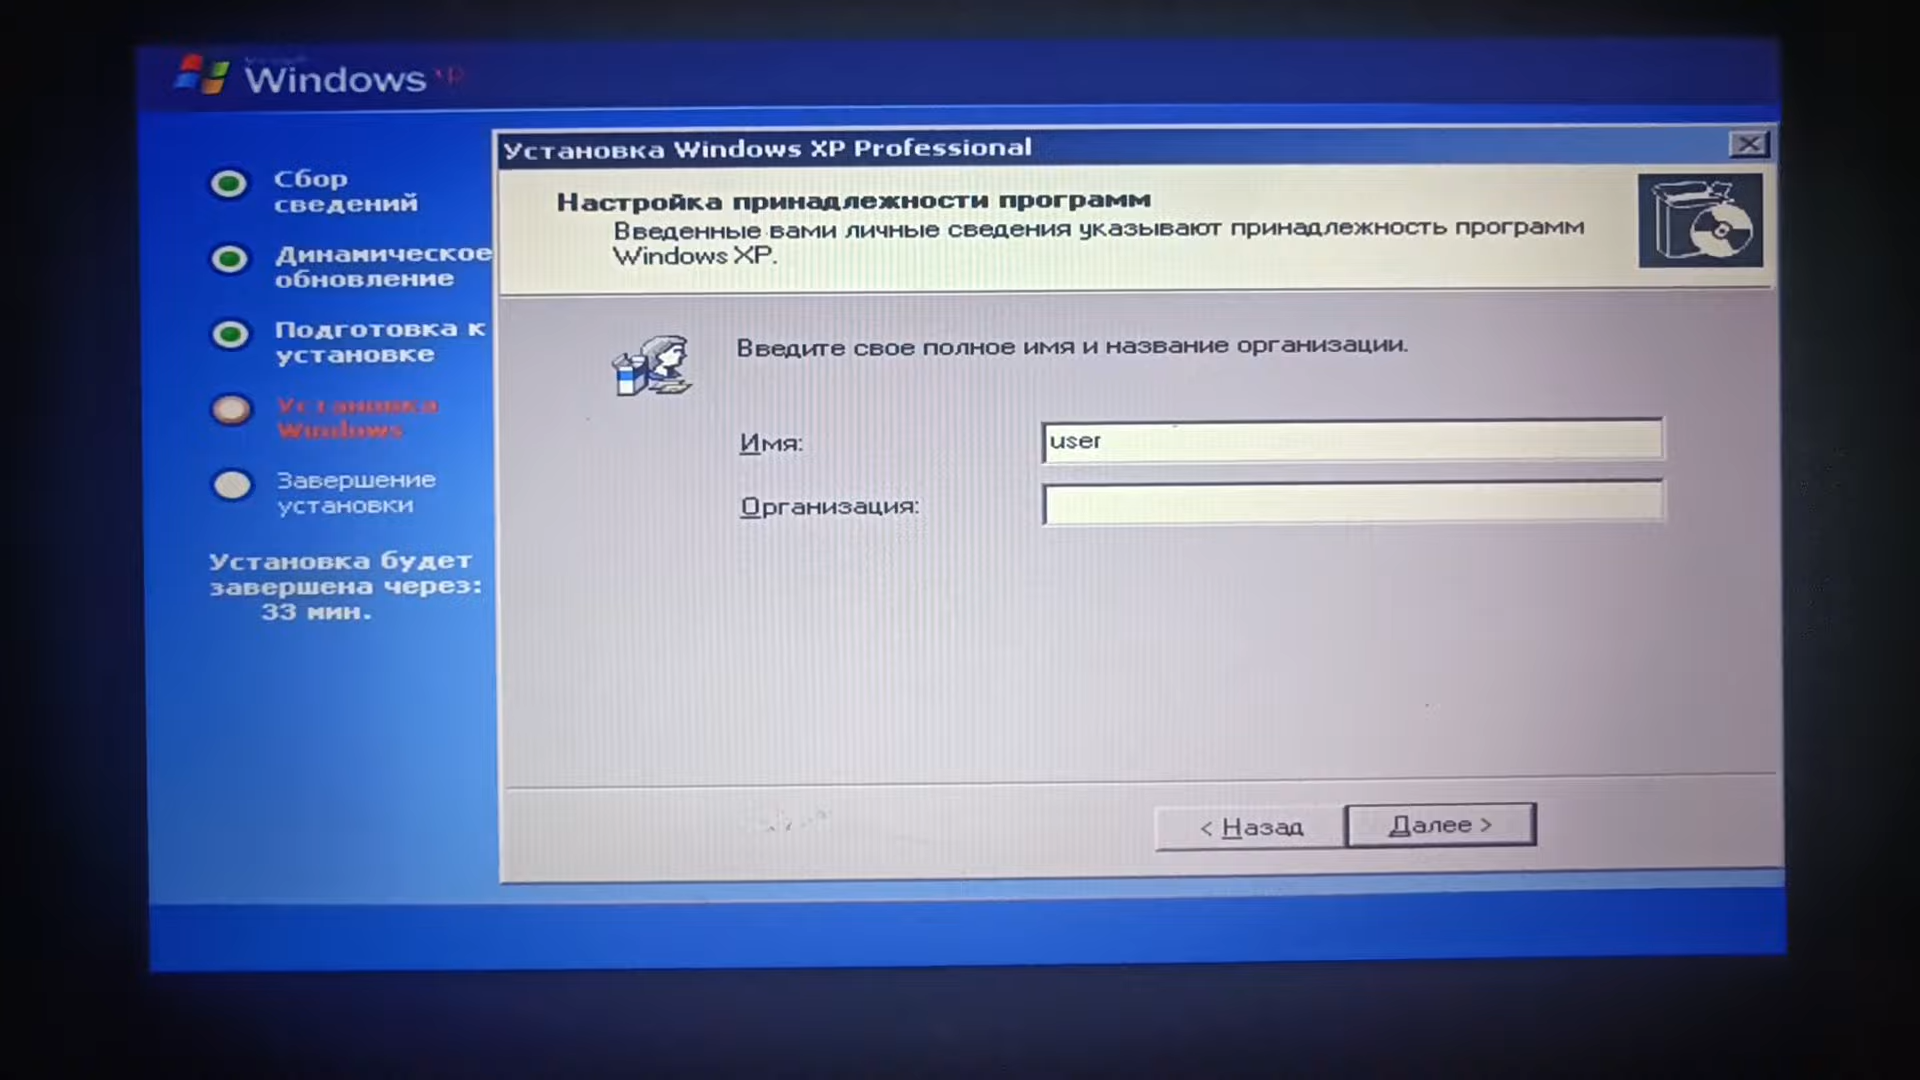 Windows xp
Сбор
сведений
Динамическое
обновление
Подготовка к
установке
Установка
Windows
Завершение
установки
Установка будет
завершена через:
33 мин.
Установка Windows XP Professional
Настройка принадлежности программ
Введенные вами личные сведения указывают принадлежность программ
Windows XP.
Введите свое полное имя и название организации.
Имя:
user
Организация:
< Назад
Далее >